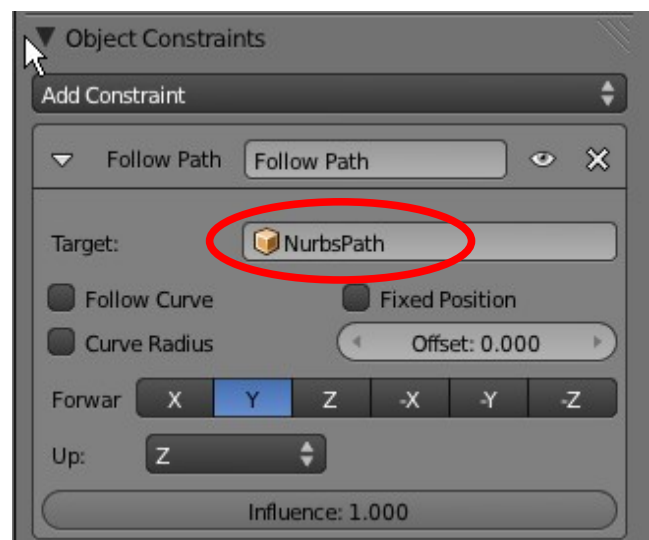 Object Constraints
Add Constraint
Follow Path Follow Path
Target: NurbsPath
Follow Curve Fixed Position
Curve Radius Offset: 0.000
Forwar X Y Z -X -Y -Z
Up: Z
Influence: 1.000